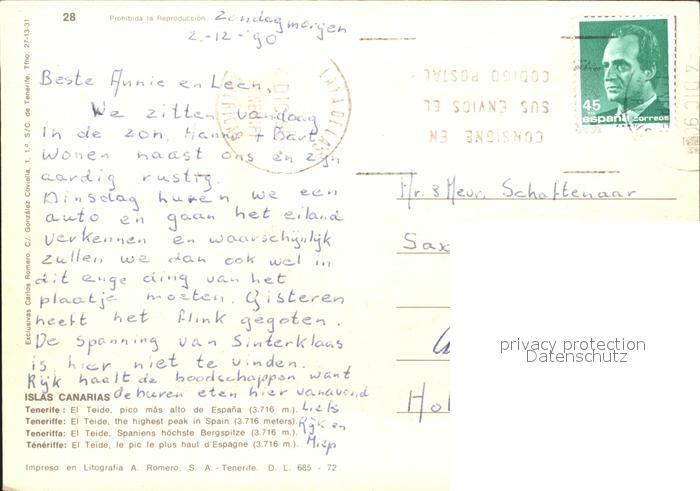 28 Prohibida la Reproducción
zondagmorgen
2-12-'90
Beste Annie en Leen,
We zitten vandaag
In de zon. Hanns + Bart
wonen naast ons en zijn
aardig rustig.
Dinsdag huren we een
auto en gaan het eiland
verkennen en waarschijnlijk
zullen we dan ook wel in
dit enge ding van het
plaatje moeten. Gisteren
heeft het flink gegoten.
De spanning van Sinterklaas
is hier niet te vinden.
Rijk haalt de boodschappen want
de buren eten hier vanavond
Liefs
Rijk en
Miep
ISLAS CANARIAS
Tenerife: El Teide, pico más alto de España (3.716 m.).
Teneriffe: El Teide, the highest peak in Spain (3.716 meters).
Teneriffa: El Teide, Spaniens höchste Bergspitze (3.716 m.).
Ténériffe: El Teide, le pic le plus haut d'Espagne (3.716 m.).
Impreso en Litografía A. Romero, S. A. - Tenerife. D. L. 685 - 72
Exclusivas Carlos Romero. C./. González Coviella, 1, 1.º. S/C. de Tenerife. Tfno. 27-13-31
CONSIGNE EN
SUS ENVIOS EL
CODIGO POSTAL
45
españa correos
Mr. & Mevr. Schoftenaar
Sax
Hol
privacy protection
Datenschutz